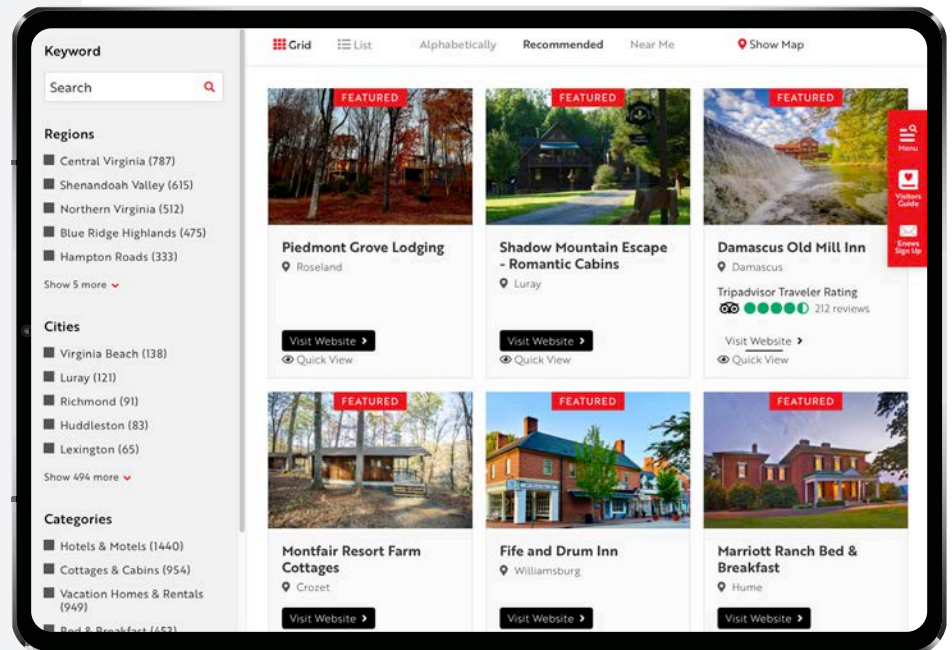 Keyword
Search
Regions
Central Virginia (787)
Shenandoah Valley (615)
Northern Virginia (512)
Blue Ridge Highlands (475)
Hampton Roads (333)
Show 5 more
Cities
Virginia Beach (138)
Luray (121)
Richmond (91)
Huddleston (83)
Lexington (65)
Show 494 more
Categories
Hotels & Motels (1440)
Cottages & Cabins (954)
Vacation Homes & Rentals
(949)
Bed & Breakfast (453)
Grid List Alphabetically Recommended Near Me Show Map
FEATURED FEATURED FEATURED
Piedmont Grove Lodging
Roseland
Visit Website
Quick View
Shadow Mountain Escape
- Romantic Cabins
Luray
Visit Website
Quick View
Damascus Old Mill Inn
Damascus
Tripadvisor Traveler Rating
212 reviews
Visit Website
Quick View
FEATURED FEATURED FEATURED
Montfair Resort Farm
Cottages
Crozet
Visit Website
Fife and Drum Inn
Williamsburg
Visit Website
Marriott Ranch Bed &
Breakfast
Hume
Visit Website
Menu
Visitors
Guide
Enews
Sign Up